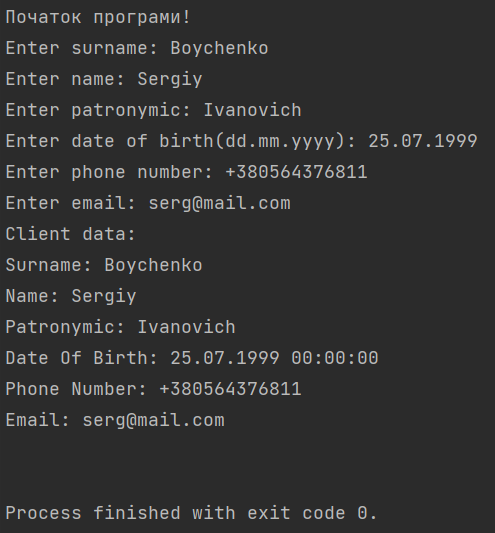 Початок програми!
Enter surname: Boychenko
Enter name: Sergiy
Enter patronymic: Ivanovich
Enter date of birth(dd.mm.yyyy): 25.07.1999
Enter phone number: +380564376811
Enter email: serg@mail.com
Client data:
Surname: Boychenko
Name: Sergiy
Patronymic: Ivanovich
Date Of Birth: 25.07.1999 00:00:00
Phone Number: +380564376811
Email: serg@mail.com
Process finished with exit code 0.